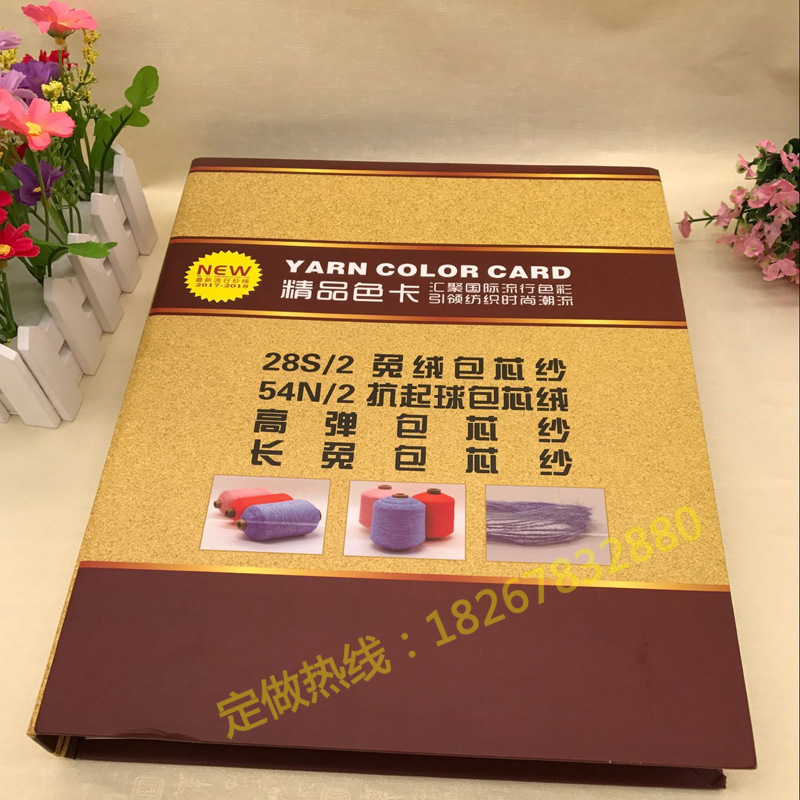 NEW
最新流行纱线
2017-2018
YARN COLOR CARD
精品色卡
汇聚国际流行色彩
引领纺织时尚潮流
28S/2 兔绒包芯纱
54N/2 抗起球包芯绒
高弹包芯纱
长兔包芯纱
定做热线：18267832880